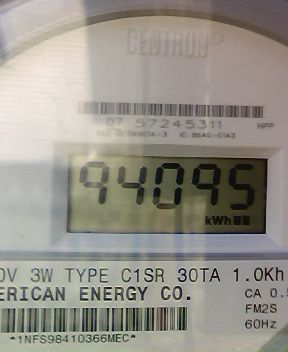 CENTRON®
07 57245311 HPP
94095
kWh
0V 3W TYPE C1SR 30TA 1.0Kh
ERICAN ENERGY CO. CA 0.5
FM2S
60Hz
*1NFS98410366MEC*